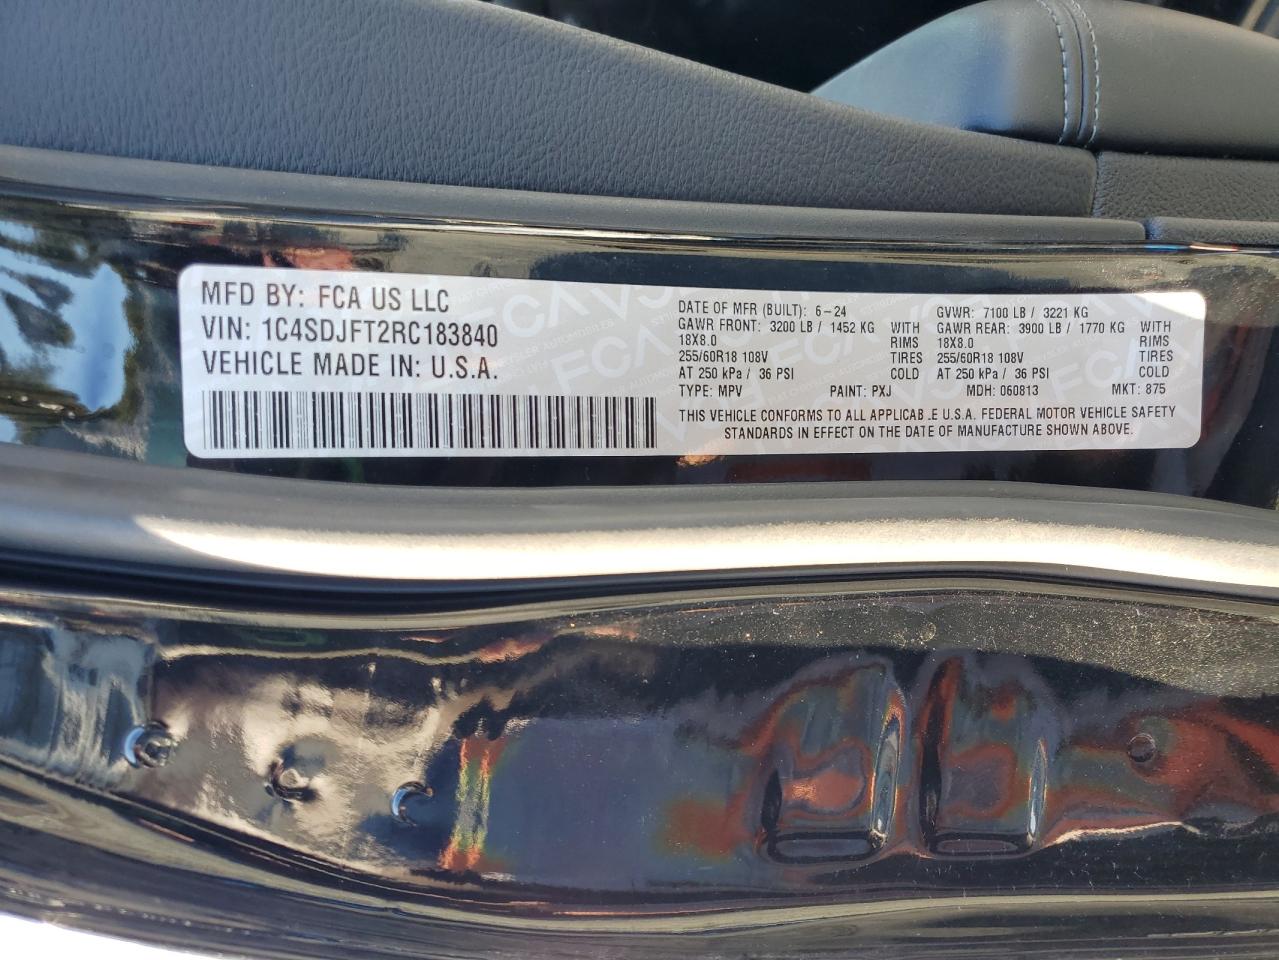 MFD BY: FCA US LLC
VIN: 1C4SDJFT2RC183840
VEHICLE MADE IN: U.S.A.
DATE OF MFR (BUILT): 6-24 GVWR: 7100 LB / 3221 KG
GAWR FRONT: 3200 LB / 1452 KG WITH GAWR REAR: 3900 LB / 1770 KG WITH
18X8.0 RIMS 18X8.0 RIMS
255/60R18 108V TIRES 255/60R18 108V TIRES
AT 250 kPa / 36 PSI COLD AT 250 kPa / 36 PSI COLD
TYPE: MPV PAINT: PXJ MDH: 060813 MKT: 875
THIS VEHICLE CONFORMS TO ALL APPLICAB.E U.S.A. FEDERAL MOTOR VEHICLE SAFETY
STANDARDS IN EFFECT ON THE DATE OF MANUFACTURE SHOWN ABOVE.